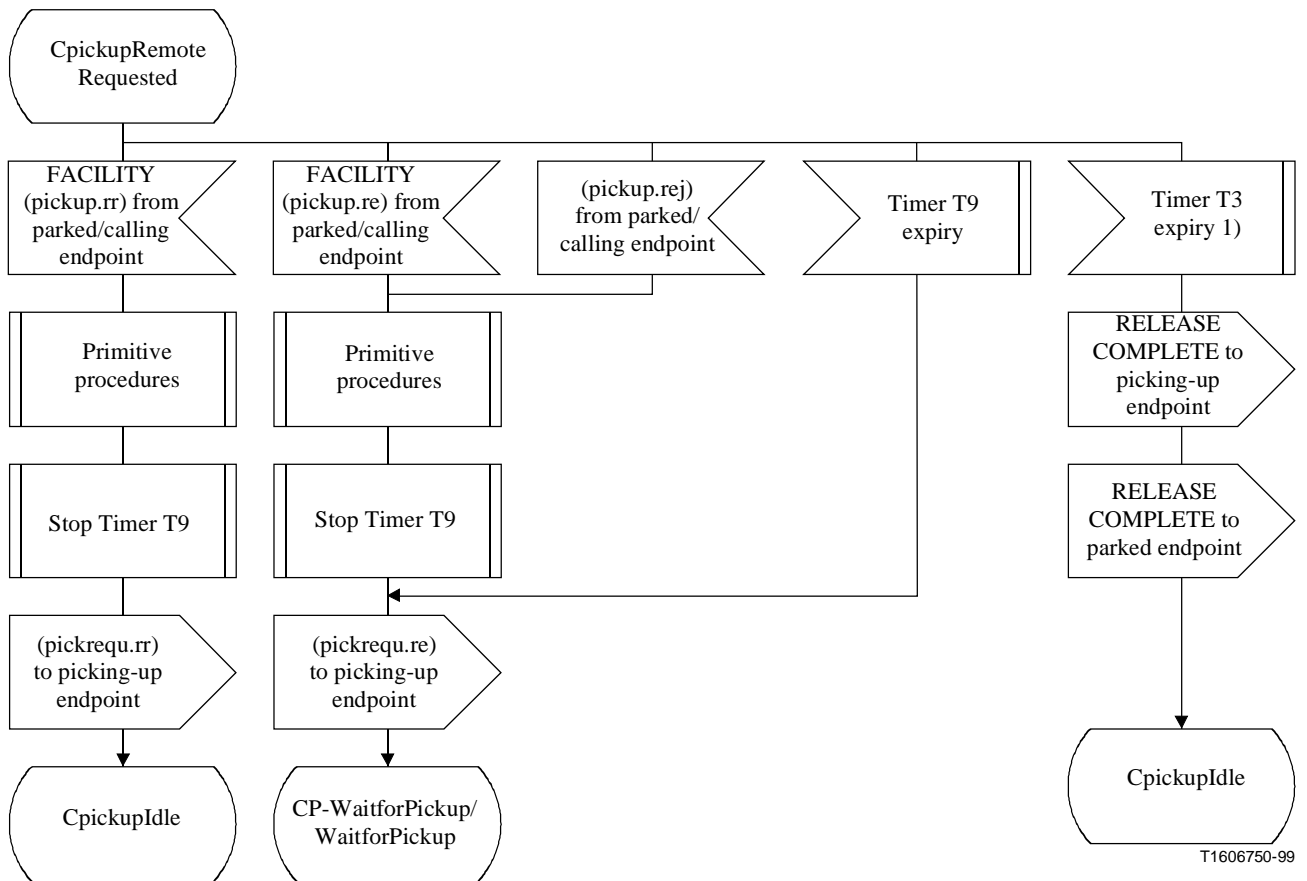 CpickupRemote
Requested
FACILITY
(pickup.rr) from
parked/calling
endpoint
FACILITY
(pickup.re) from
parked/calling
endpoint
(pickup.rej)
from parked/
calling endpoint
Timer T9
expiry
Timer T3
expiry 1)
Primitive
procedures
Primitive
procedures
RELEASE
COMPLETE to
picking-up
endpoint
Stop Timer T9
Stop Timer T9
RELEASE
COMPLETE to
parked endpoint
(pickrequ.rr)
to picking-up
endpoint
(pickrequ.re)
to picking-up
endpoint
CpickupIdle
CP-WaitforPickup/
WaitforPickup
CpickupIdle
T1606750-99